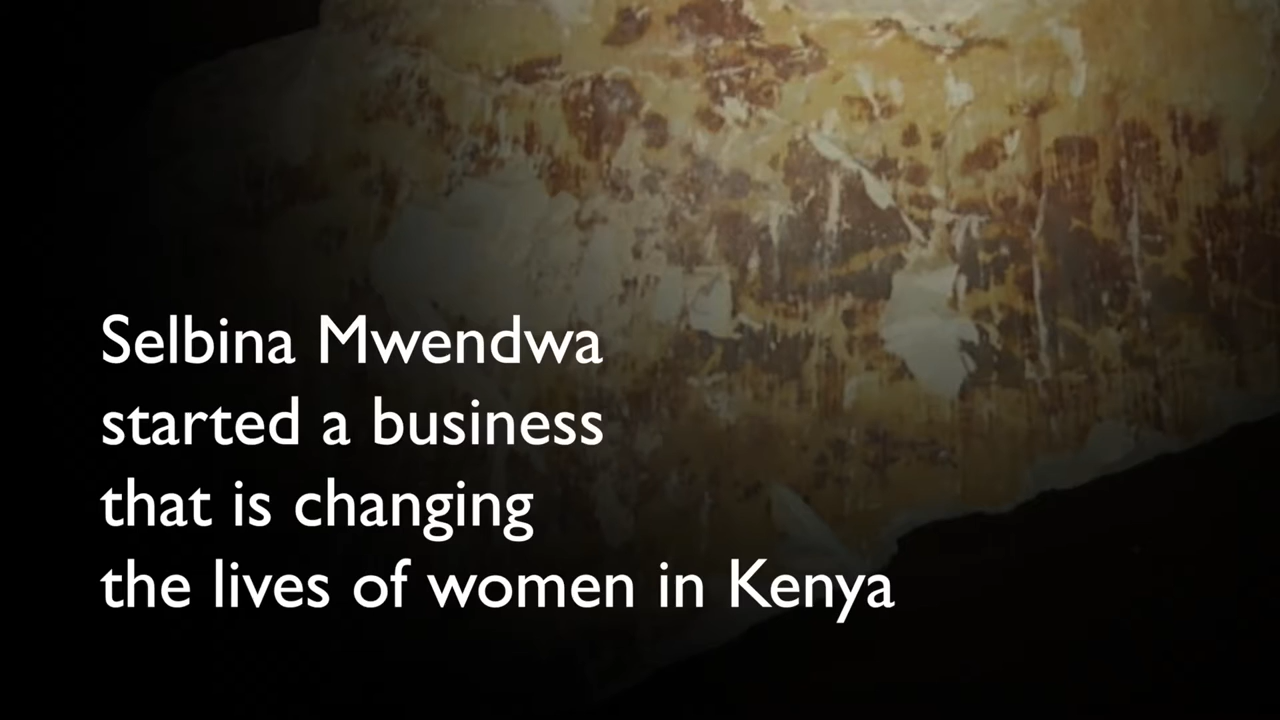 Selbina Mwendwa
started a business
that is changing
the lives of women in Kenya